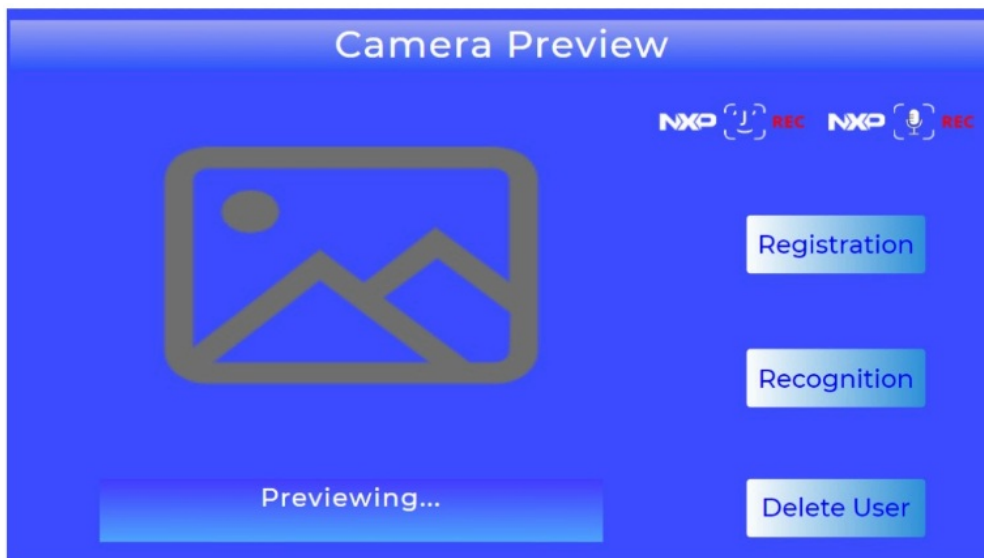 Camera Preview
NXP REC NXP REC
Registration
Recognition
Previewing...
Delete User